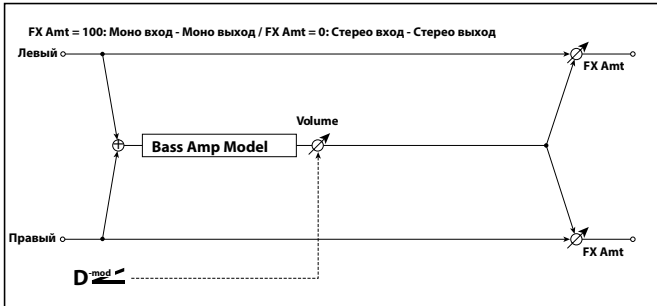 FX Amt = 100: Моно вход - Моно выход / FX Amt = 0: Стерео вход - Стерео выход
Левый
FX Amt
Volume
Bass Amp Model
Правый
FX Amt
D-mod